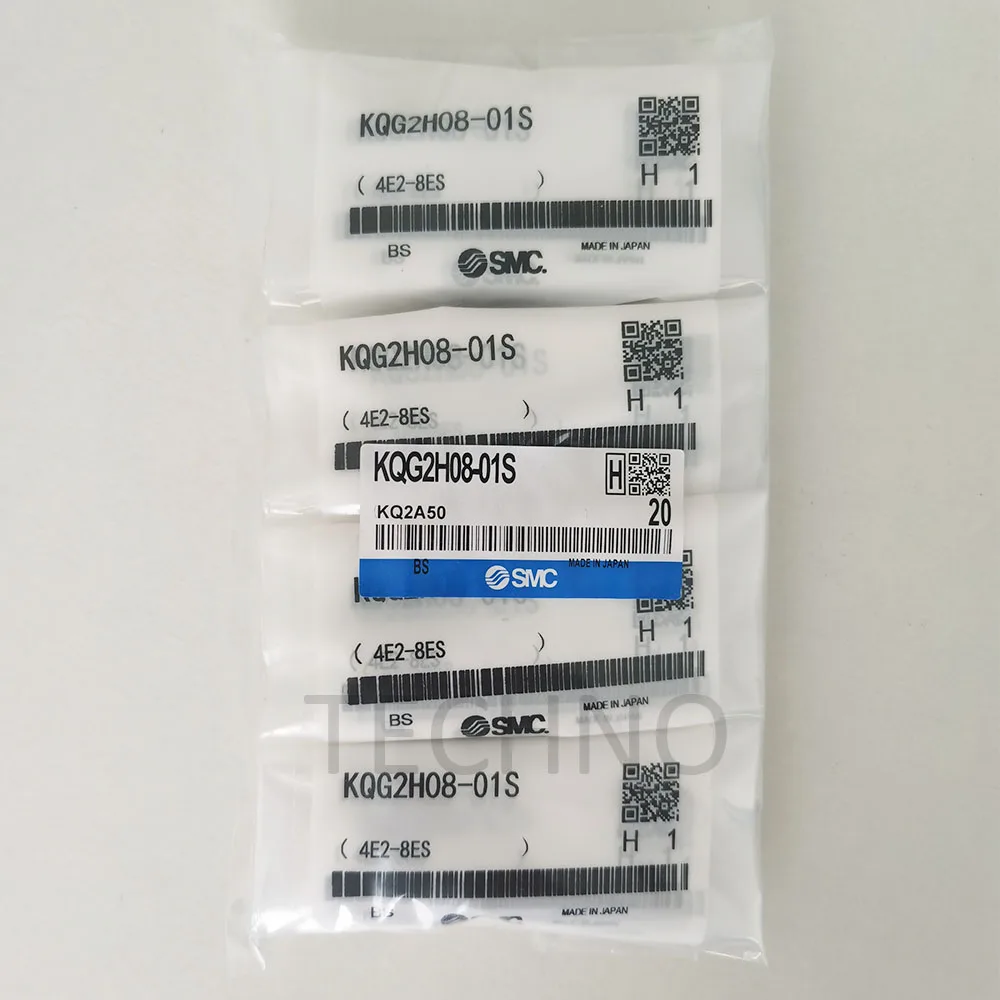 KQG2H08-01S
H 1
( 4E2-8ES )
BS
SMC.
MADE IN JAPAN
KQG2H08-01S
H 1
( 4E2-8ES )
KQG2H08-01S
H
KQ2A50
20
BS
SMC
MADE IN JAPAN
H 1
( 4E2-8ES )
BS
SMC.
MADE IN JAPAN
TECHNO
KQG2H08-01S
H 1
( 4E2-8ES )
BS
MADE IN JAPAN